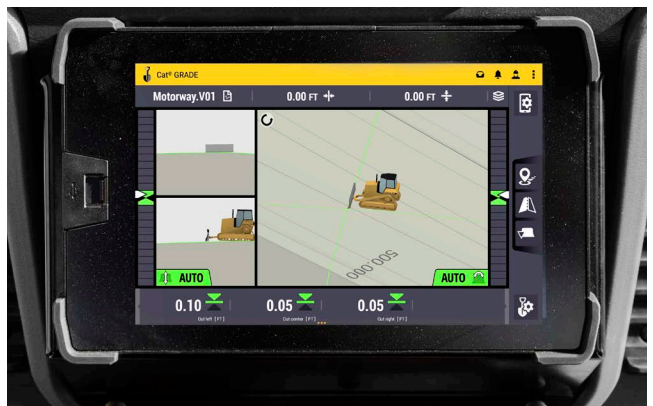 Cat® GRADE
Motorway.V01
0.00 FT
0.00 FT
500.000
AUTO
AUTO
0.10
0.05
0.05
Cut left [FT]
Cut center [FT]
Cut right [FT]